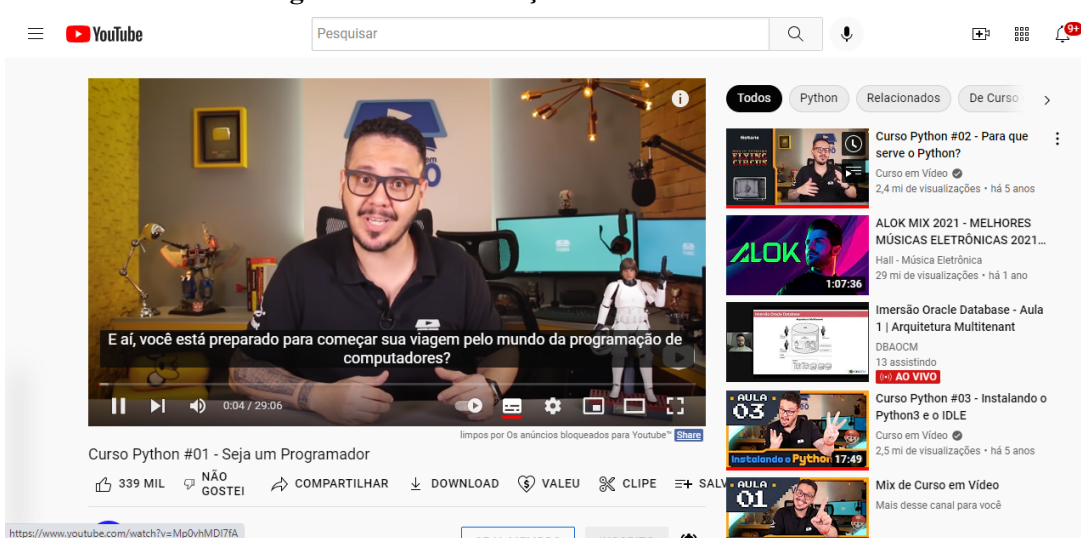 YouTube
Pesquisar
9+
E aí, você está preparado para começar sua viagem pelo mundo da programação de
computadores?
0:04 / 29:06
limpos por Os anúncios bloqueados para Youtube™ Share
Curso Python #01 - Seja um Programador
339 MIL
NÃO
GOSTEI
COMPARTILHAR
DOWNLOAD
VALEU
CLIPE
SALV
https://www.youtube.com/watch?v=Mp0vhMDI7fA
Todos
Python
Relacionados
De Curso
FLYING
CIRCUS
Curso Python #02 - Para que
serve o Python?
Curso em Vídeo
2,4 mi de visualizações • há 5 anos
ALOK
1:07:36
ALOK MIX 2021 - MELHORES
MÚSICAS ELETRÔNICAS 2021...
Hall - Música Eletrônica
29 mi de visualizações • há 1 ano
Imersão Oracle Database
Imersão Oracle Database - Aula
1 | Arquitetura Multitenant
DBAOCM
13 assistindo
AO VIVO
AULA
03
Instalando o Python
17:49
Curso Python #03 - Instalando o
Python3 e o IDLE
Curso em Vídeo
2,5 mi de visualizações • há 5 anos
AULA
01
Mix de Curso em Vídeo
Mais desse canal para você